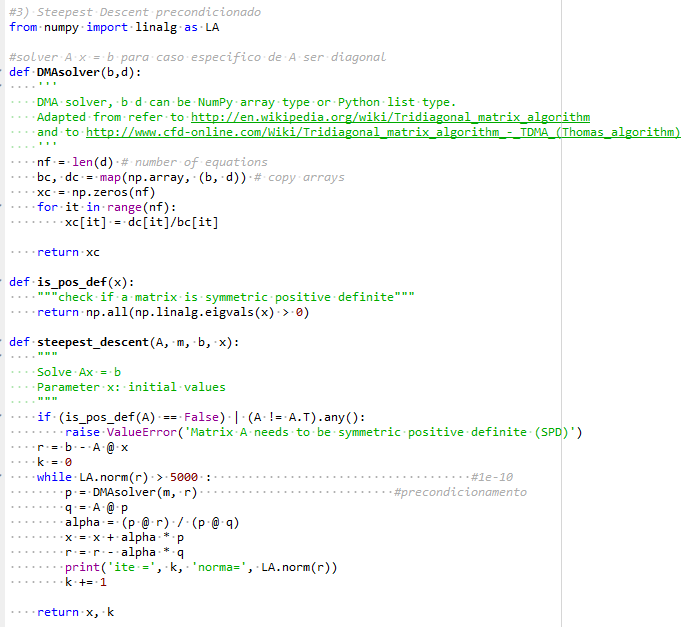 #3) Steepest Descent precondicionado
from numpy import linalg as LA
#solver A x = b para caso especifico de A ser diagonal
def DMAsolver(b,d):
    '''
    DMA solver, b d can be NumPy array type or Python list type.
    Adapted from refer to http://en.wikipedia.org/wiki/Tridiagonal_matrix_algorithm
    and to http://www.cfd-online.com/Wiki/Tridiagonal_matrix_algorithm_-_TDMA_(Thomas_algorithm)
    '''
    nf = len(d) # number of equations
    bc, dc = map(np.array, (b, d)) # copy arrays
    xc = np.zeros(nf)
    for it in range(nf):
        xc[it] = dc[it]/bc[it]
    return xc
def is_pos_def(x):
    """check if a matrix is symmetric positive definite"""
    return np.all(np.linalg.eigvals(x) > 0)
def steepest_descent(A, m, b, x):
    """
    Solve Ax = b
    Parameter x: initial values
    """
    if (is_pos_def(A) == False) | (A != A.T).any():
        raise ValueError('Matrix A needs to be symmetric positive definite (SPD)')
    r = b - A @ x
    k = 0
    while LA.norm(r) > 5000 :                                     #1e-10
        p = DMAsolver(m, r)                            #precondicionamento
        q = A @ p
        alpha = (p @ r) / (p @ q)
        x = x + alpha * p
        r = r - alpha * q
        print('ite =', k, 'norma=', LA.norm(r))
        k += 1
    return x, k